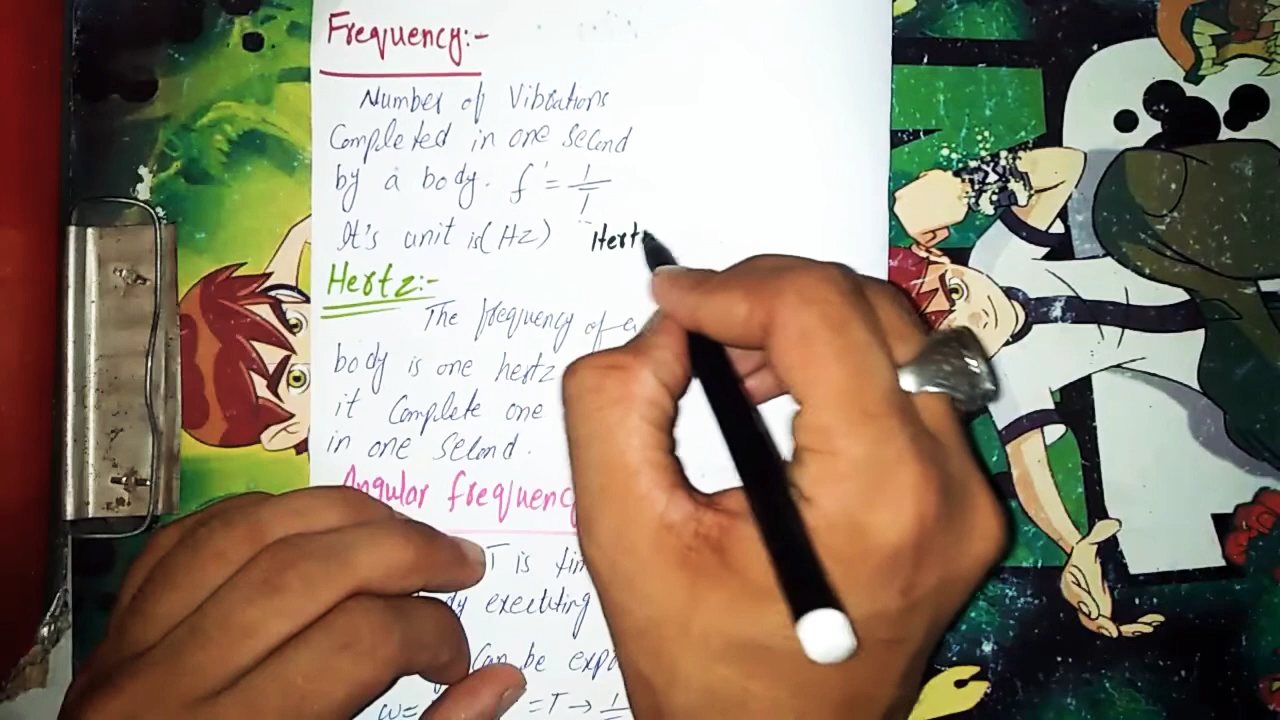 Frequency:-
Number of Vibrations
Completed in one second
by a body. f = 1/T
It's unit is (Hz) Hert
Hertz:-
The frequency of a
body is one hertz
it Complete one
in one second.
Angular frequency
T is
executing
Can be
ω= =T→